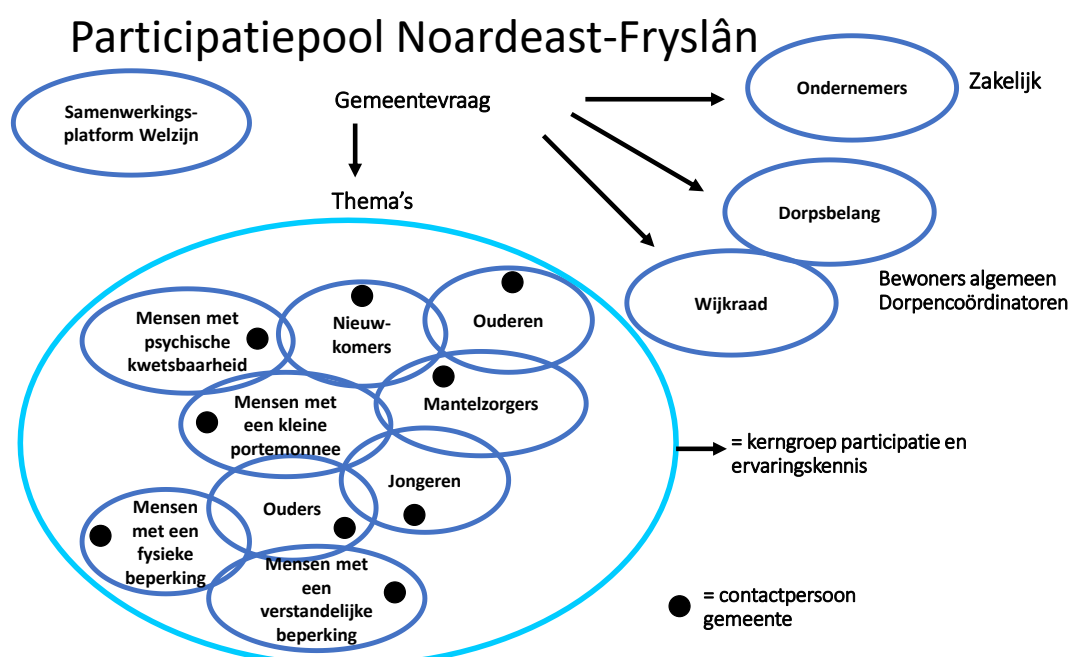 Participatiepool Noardeast-Fryslân
Samenwerkings-
platform Welzijn
Gemeentevraag
Thema’s
Ondernemers
Zakelijk
Dorpsbelang
Wijkraad
Bewoners algemeen
Dorpencoördinatoren
Mensen met
psychische
kwetsbaarheid
Nieuw-
komers
Ouderen
Mensen met
een kleine
portemonnee
Mantelzorgers
Jongeren
Ouders
Mensen
met een
fysieke
beperking
Mensen met
een
verstandelijke
beperking
= kerngroep participatie en
ervaringskennis
= contactpersoon
gemeente